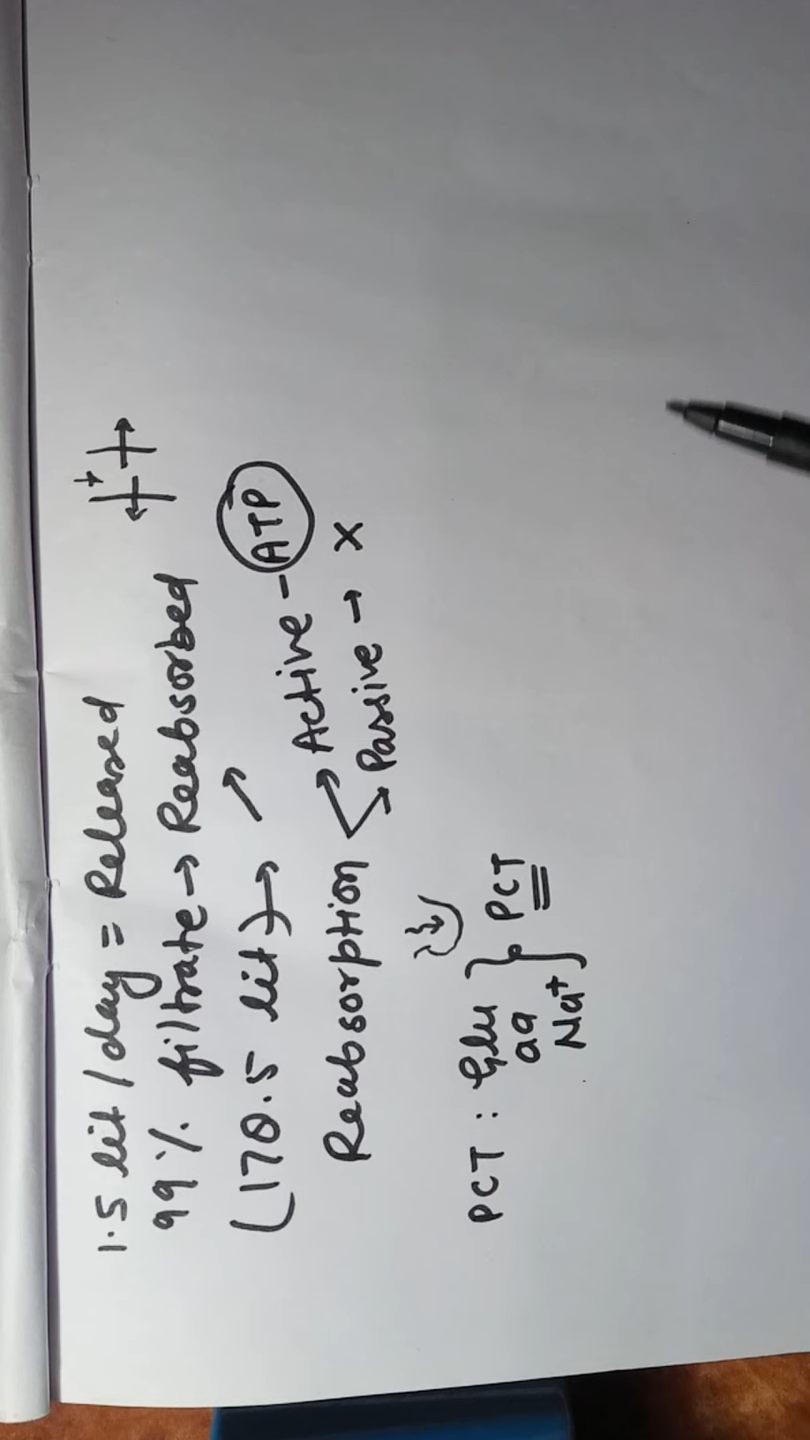 1.5 lit / day = Released
99 % filtrate → Reabsorbed
(170.5 lit)
Reabsorption → Active - ATP
→ Passive → x
PCT : Glu
aa } PCT
Na+